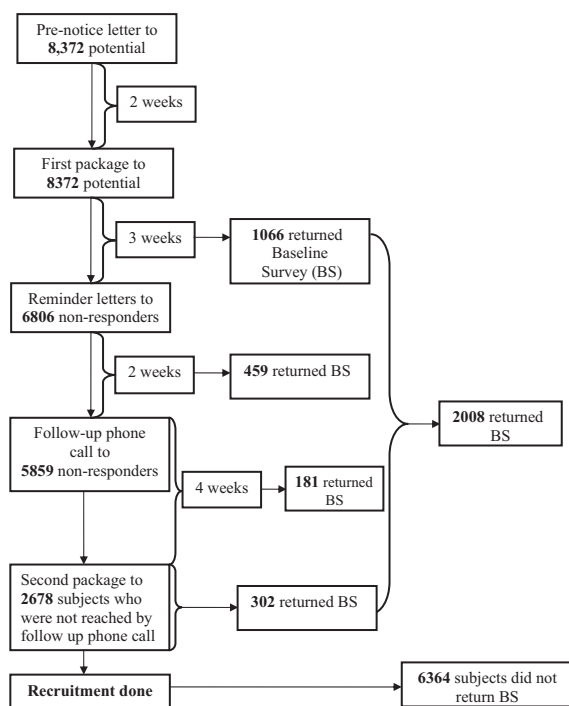 Pre-notice letter to
8,372 potential
2 weeks
First package to
8372 potential
3 weeks
1066 returned
Baseline
Survey (BS)
Reminder letters to
6806 non-responders
2 weeks
459 returned BS
2008 returned
BS
Follow-up phone
call to
5859 non-responders
4 weeks
181 returned
BS
Second package to
2678 subjects who
were not reached by
follow up phone call
302 returned BS
Recruitment done
6364 subjects did not
return BS